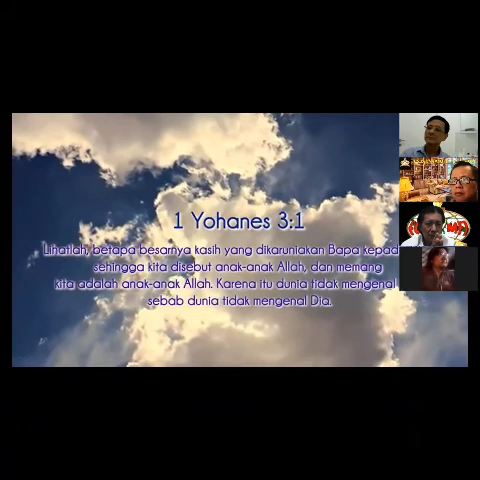 1 Yohanes 3:1
Lihatlah, betapa besarnya kasih yang dikaruniakan Bapa
sehingga kita disebut anak-anak Allah, dan memang
kita adalah anak-anak Allah. Karena itu dunia tidak mengenal
sebab dunia tidak mengenal Dia.